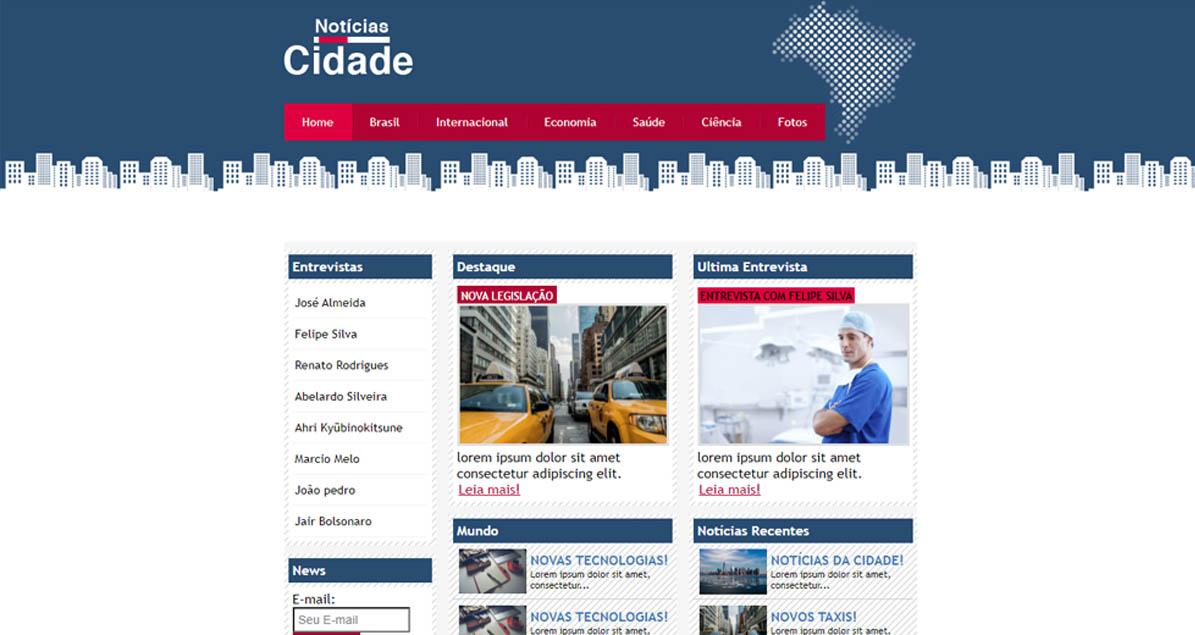 Notícias
Cidade
Home
Brasil
Internacional
Economia
Saúde
Ciência
Fotos
Entrevistas
José Almeida
Felipe Silva
Renato Rodrigues
Abelardo Silveira
Ahri Kyūbinokitsune
Marcio Melo
João pedro
Jair Bolsonaro
News
E-mail:
Seu E-mail
Destaque
NOVA LEGISLAÇÃO
lorem ipsum dolor sit amet
consectetur adipiscing elit.
Leia mais!
Ultima Entrevista
ENTREVISTA COM FELIPE SILVA
lorem ipsum dolor sit amet
consectetur adipiscing elit.
Leia mais!
Mundo
NOVAS TECNOLOGIAS!
Lorem ipsum dolor sit amet,
consectetur...
NOVAS TECNOLOGIAS!
Lorem ipsum dolor sit amet,
Notícias Recentes
NOTÍCIAS DA CIDADE!
Lorem ipsum dolor sit amet,
consectetur...
NOVOS TAXIS!
Lorem ipsum dolor sit amet,